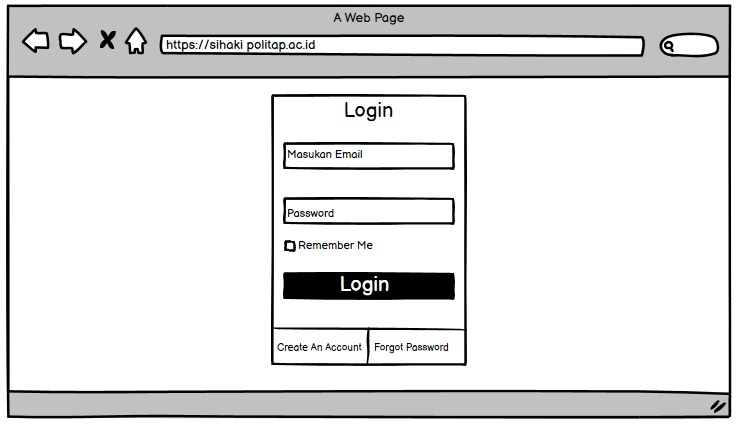 A Web Page
https://sihaki politap.ac.id
Login
Masukan Email
Password
Remember Me
Login
Create An Account
Forgot Password